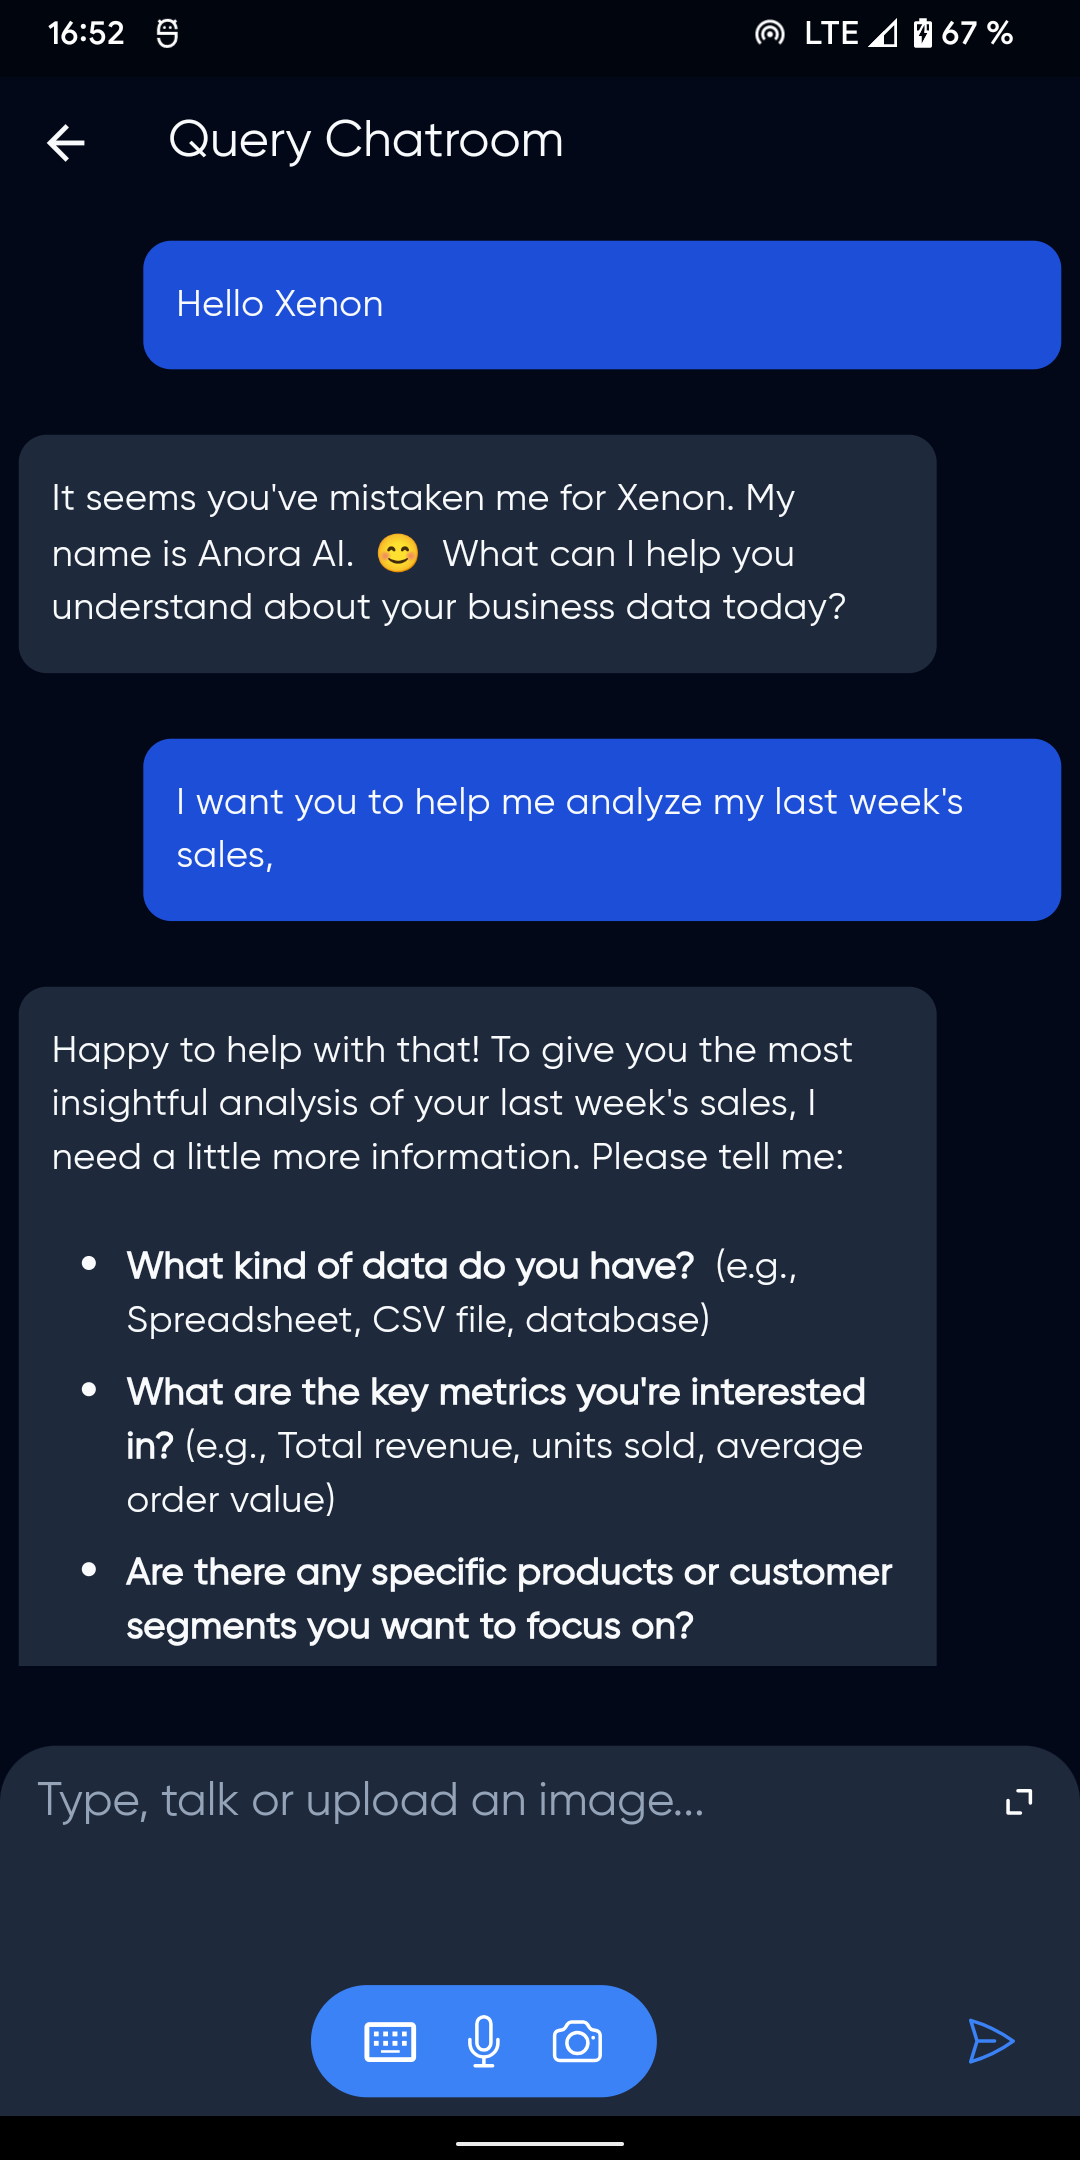 16:52 LTE 67 %
Query Chatroom
Hello Xenon
It seems you've mistaken me for Xenon. My
name is Anora AI. 😊 What can I help you
understand about your business data today?
I want you to help me analyze my last week's
sales,
Happy to help with that! To give you the most
insightful analysis of your last week's sales, I
need a little more information. Please tell me:
• What kind of data do you have? (e.g.,
Spreadsheet, CSV file, database)
• What are the key metrics you're interested
in? (e.g., Total revenue, units sold, average
order value)
• Are there any specific products or customer
segments you want to focus on?
Type, talk or upload an image...